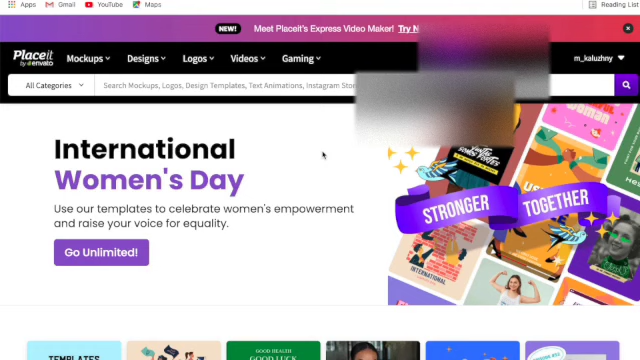 Apps Gmail YouTube Maps Reading List
NEW! Meet Placeit's Express Video Maker! Try N
Placeit
by envato
Mockups Designs Logos Videos Gaming m_kaluzhny
All Categories Search Mockups, Logos, Design Templates, Text Animations, Instagram Stor
International
Women's Day
Use our templates to celebrate women's empowerment
and raise your voice for equality.
Go Unlimited!
Woman
SOMOS FORTES
STRONGER TOGETHER
INTERNATIONAL
TEMPLATES
GOOD HEALTH
GOOD LUCK